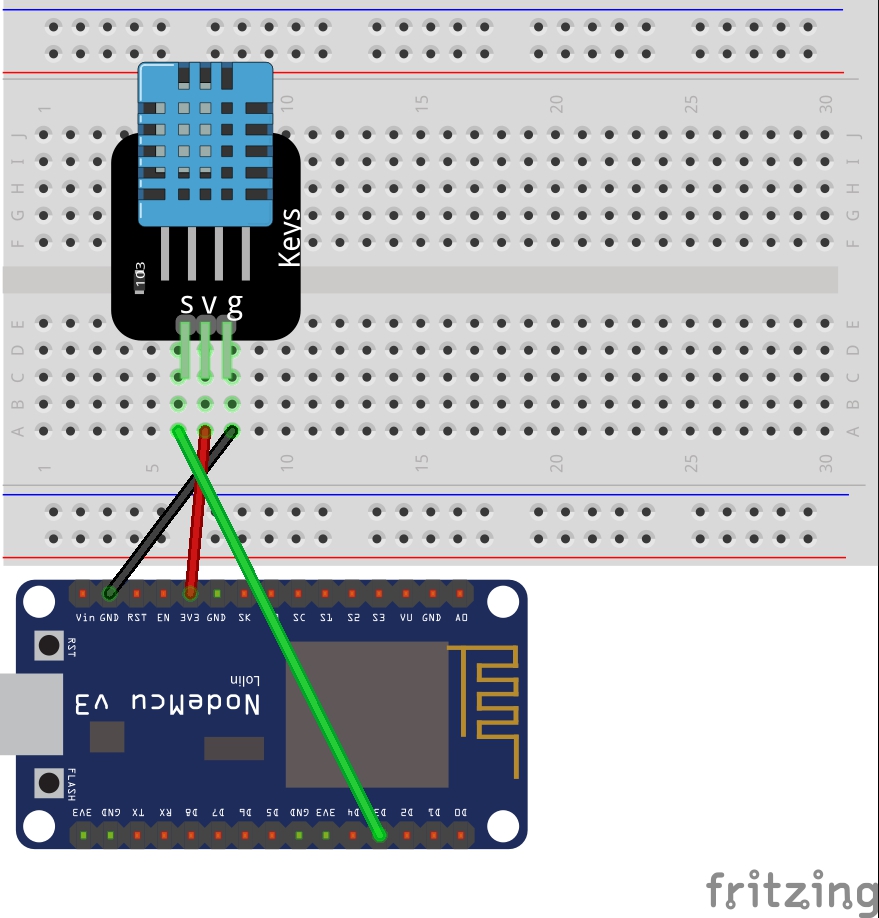 1 10 15 20 25 30
J J
I I
H H
G G
F F
Keys
103
s v g
E E
D D
C C
B B
A A
1 5 10 15 20 25 30
Vin GND RST EN 3V3 GND SK SC S1 S2 S3 VU GND A0
RST
Lolin
NodeMcu v3
FLASH
3V3 GND TX RX D8 D7 D6 D5 GND 3V3 D4 D3 D2 D1 D0
fritzing